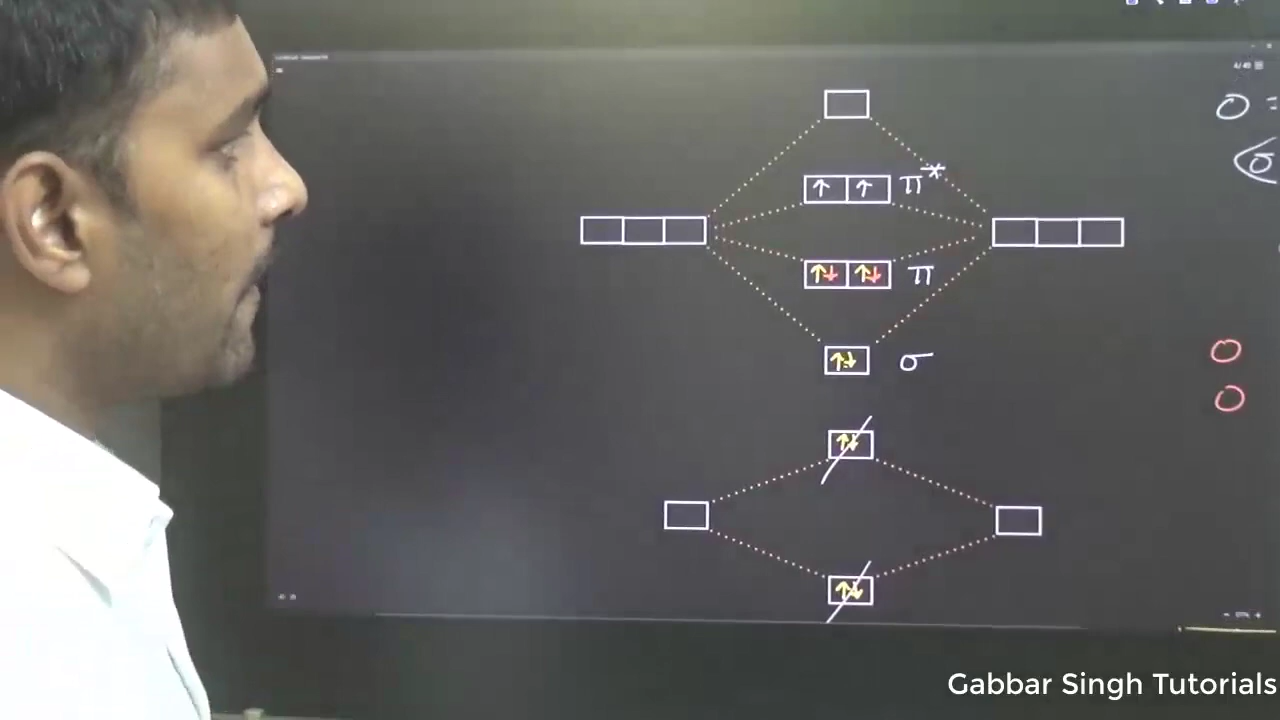 O =
π*
σ
↑ ↑
π
↑↓ ↑↓
↑↓ σ
O
O
↑↓
↑↓
Gabbar Singh Tutorials